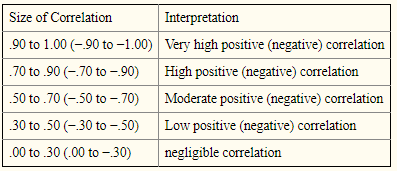 Size of Correlation Interpretation
.90 to 1.00 (−.90 to −1.00) Very high positive (negative) correlation
.70 to .90 (−.70 to −.90) High positive (negative) correlation
.50 to .70 (−.50 to −.70) Moderate positive (negative) correlation
.30 to .50 (−.30 to −.50) Low positive (negative) correlation
.00 to .30 (.00 to −.30) negligible correlation